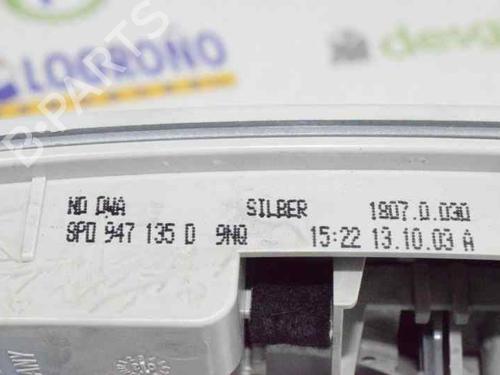 LOGROÑO
B-PARTS
ND DWA SILBER 1807.0.030
8P0 947 135 D 9NQ 15:22 13.10.03 A